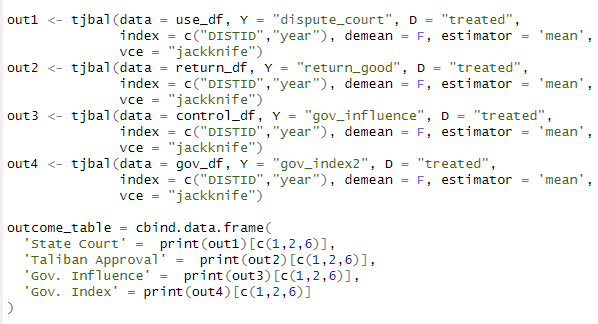 out1 <- tjbal(data = use_df, Y = "dispute_court", D = "treated",
              index = c("DISTID","year"), demean = F, estimator = 'mean',
              vce = "jackknife")
out2 <- tjbal(data = return_df, Y = "return_good", D = "treated",
              index = c("DISTID","year"), demean = F, estimator = 'mean',
              vce = "jackknife")
out3 <- tjbal(data = control_df, Y = "gov_influence", D = "treated",
              index = c("DISTID","year"), demean = F, estimator = 'mean',
              vce = "jackknife")
out4 <- tjbal(data = gov_df, Y = "gov_index2", D = "treated",
              index = c("DISTID","year"), demean = F, estimator = 'mean',
              vce = "jackknife")

outcome_table = cbind.data.frame(
  'State Court' =  print(out1)[c(1,2,6)],
  'Taliban Approval' =  print(out2)[c(1,2,6)],
  'Gov. Influence' =  print(out3)[c(1,2,6)],
  'Gov. Index' = print(out4)[c(1,2,6)]
)